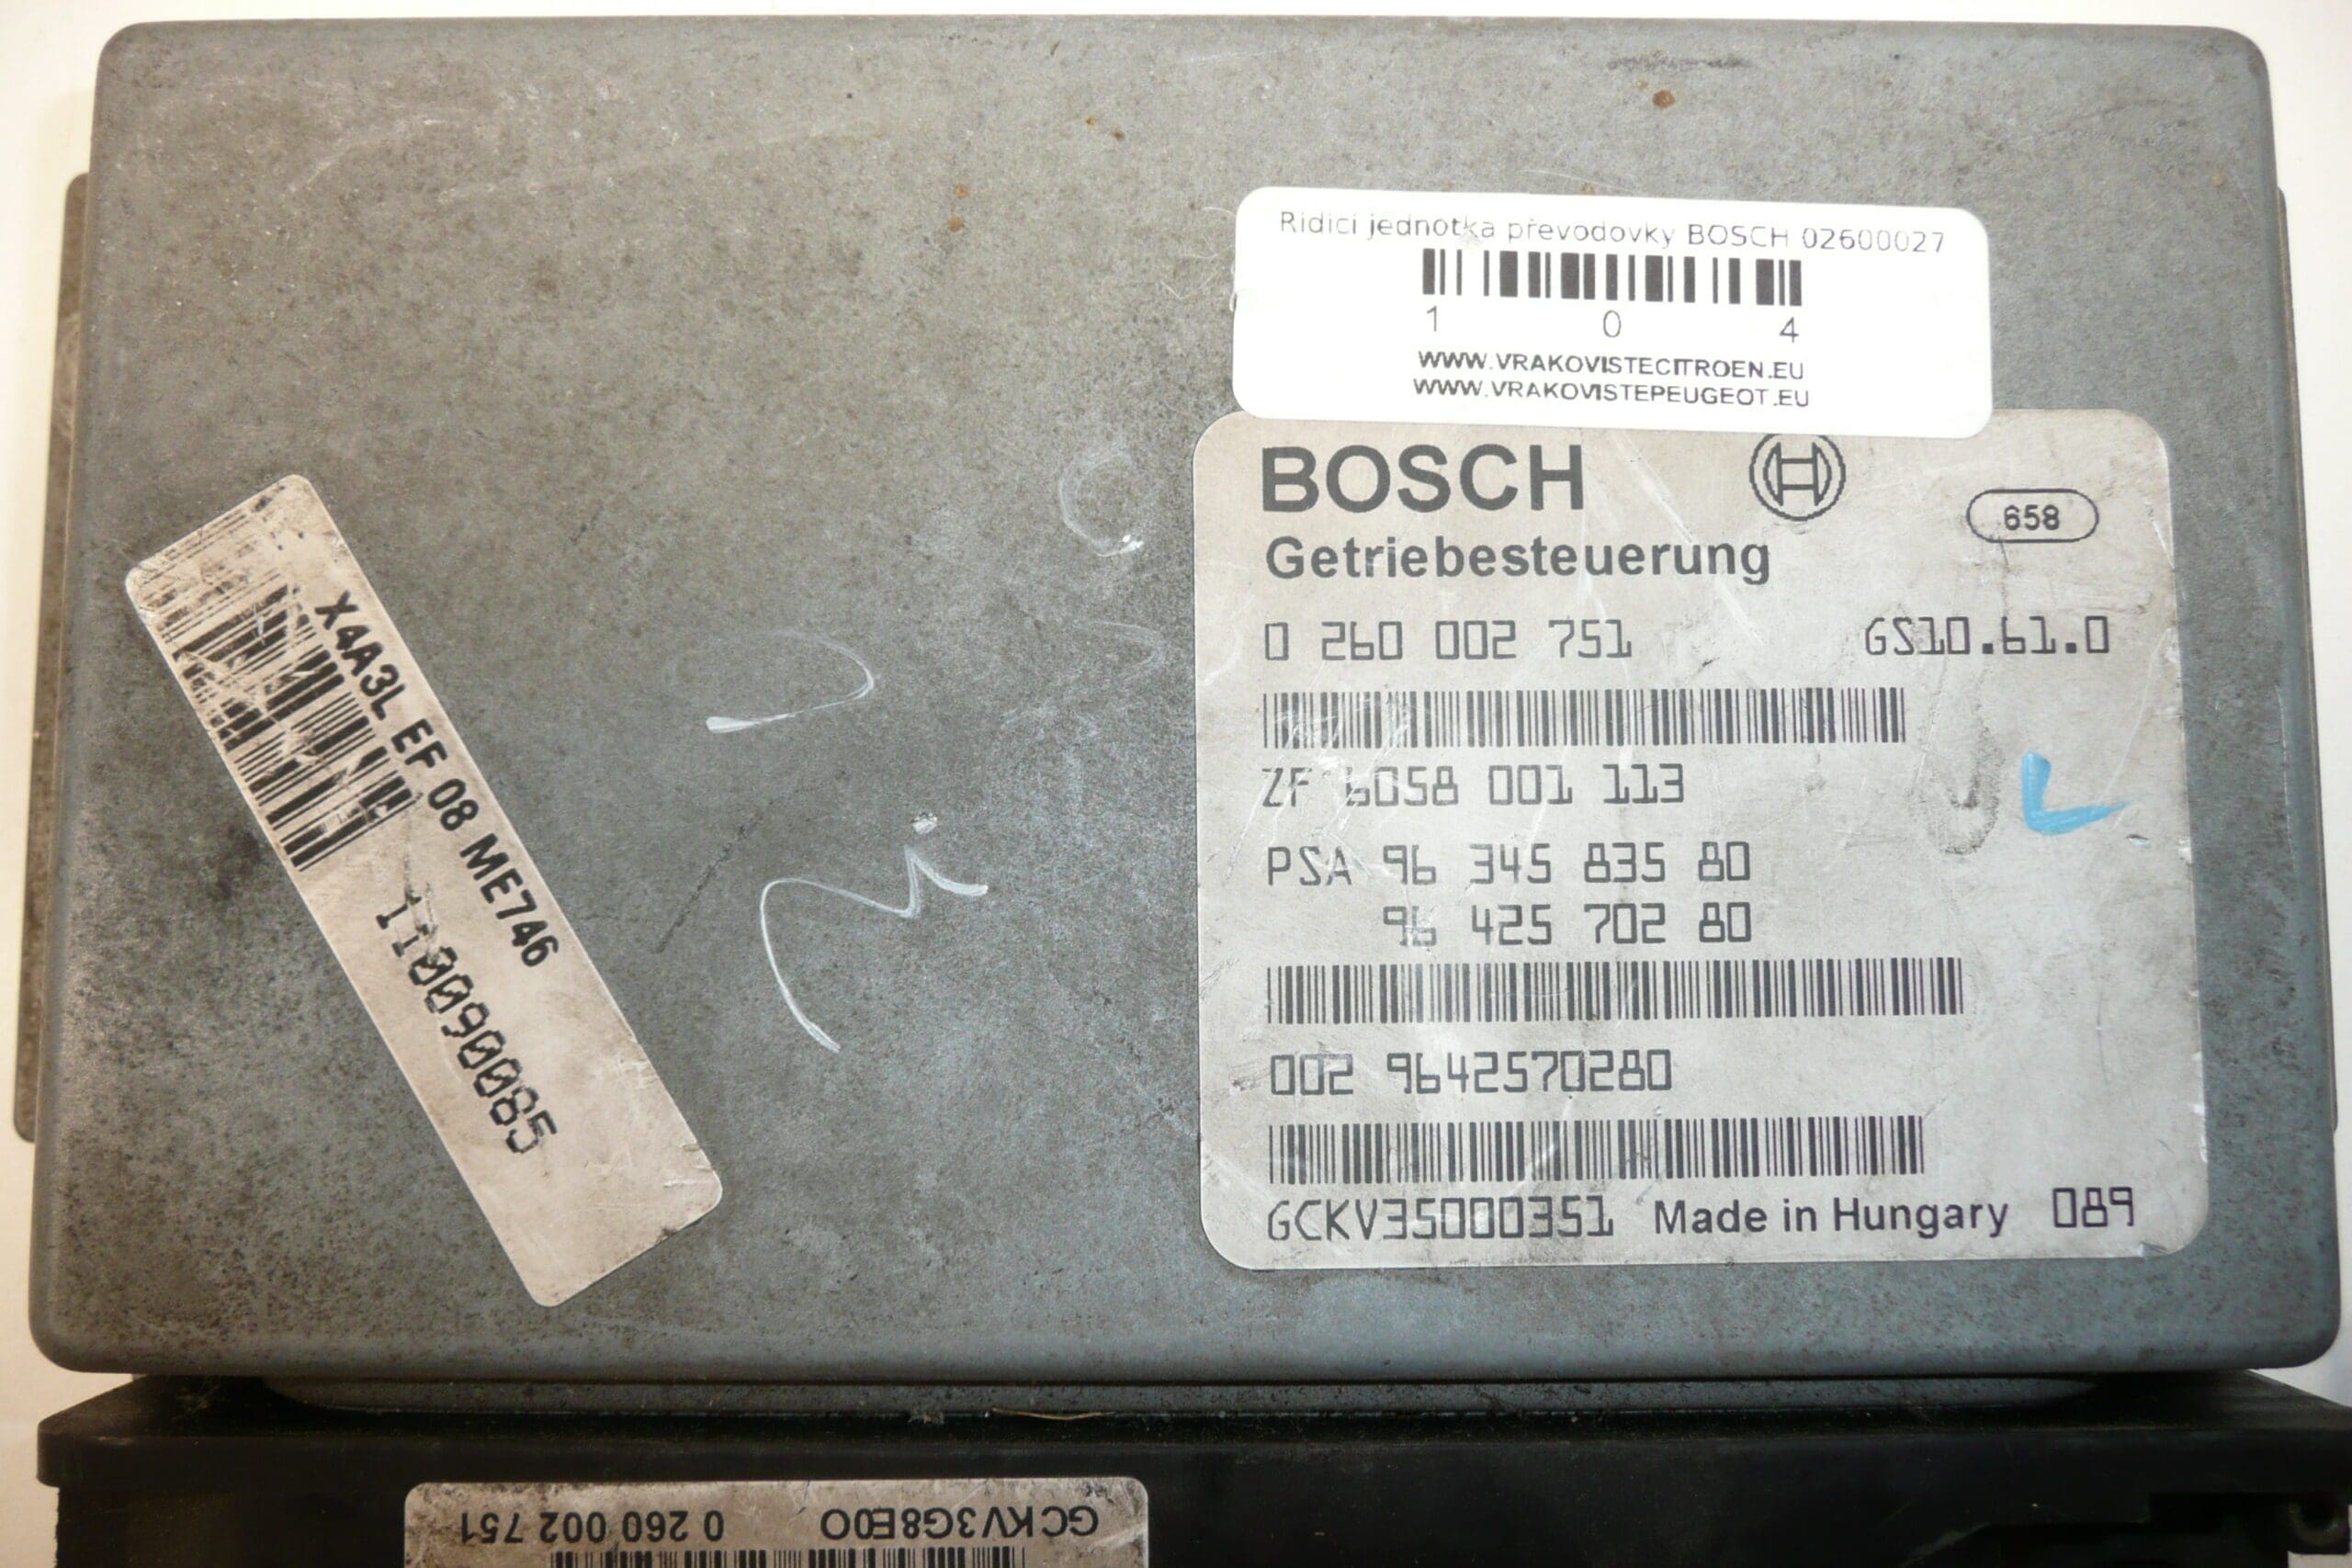 Ridici jednotka převodovky BOSCH 02600027
1 0 4
WWW.VRAKOVISTECITROEN.EU
WWW.VRAKOVISTEPEUGEOT.EU
BOSCH
658
Getriebesteuerung
0 260 002 751 GS10.61.0
ZF 6058 001 113
PSA 96 345 835 80
96 425 702 80
002 9642570280
GCKV35000351 Made in Hungary 089
X4A3L EF 08 ME746
110090085
GCKV3G8E00 0 260 002 751